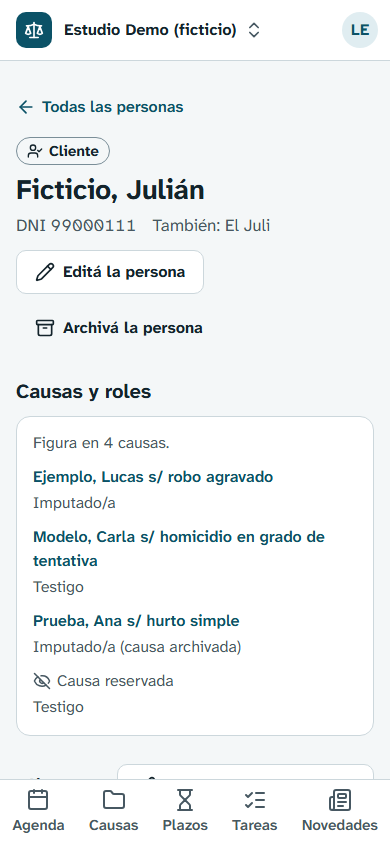 Estudio Demo (ficticio)
LE
Todas las personas
Cliente
Ficticio, Julián
DNI 99000111 También: El Juli
Editá la persona
Archivá la persona
Causas y roles
Figura en 4 causas.
Ejemplo, Lucas s/ robo agravado
Imputado/a
Modelo, Carla s/ homicidio en grado de
tentativa
Testigo
Prueba, Ana s/ hurto simple
Imputado/a (causa archivada)
Causa reservada
Testigo
Agenda
Causas
Plazos
Tareas
Novedades